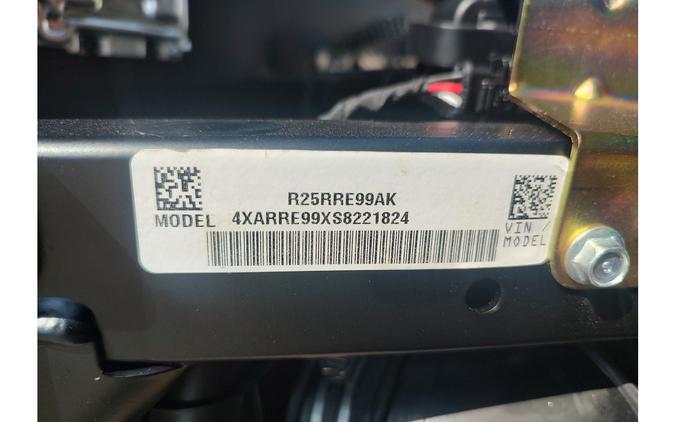 R25RRE99AK
MODEL 4XARRE99XS8221824
VIN /
MODEL